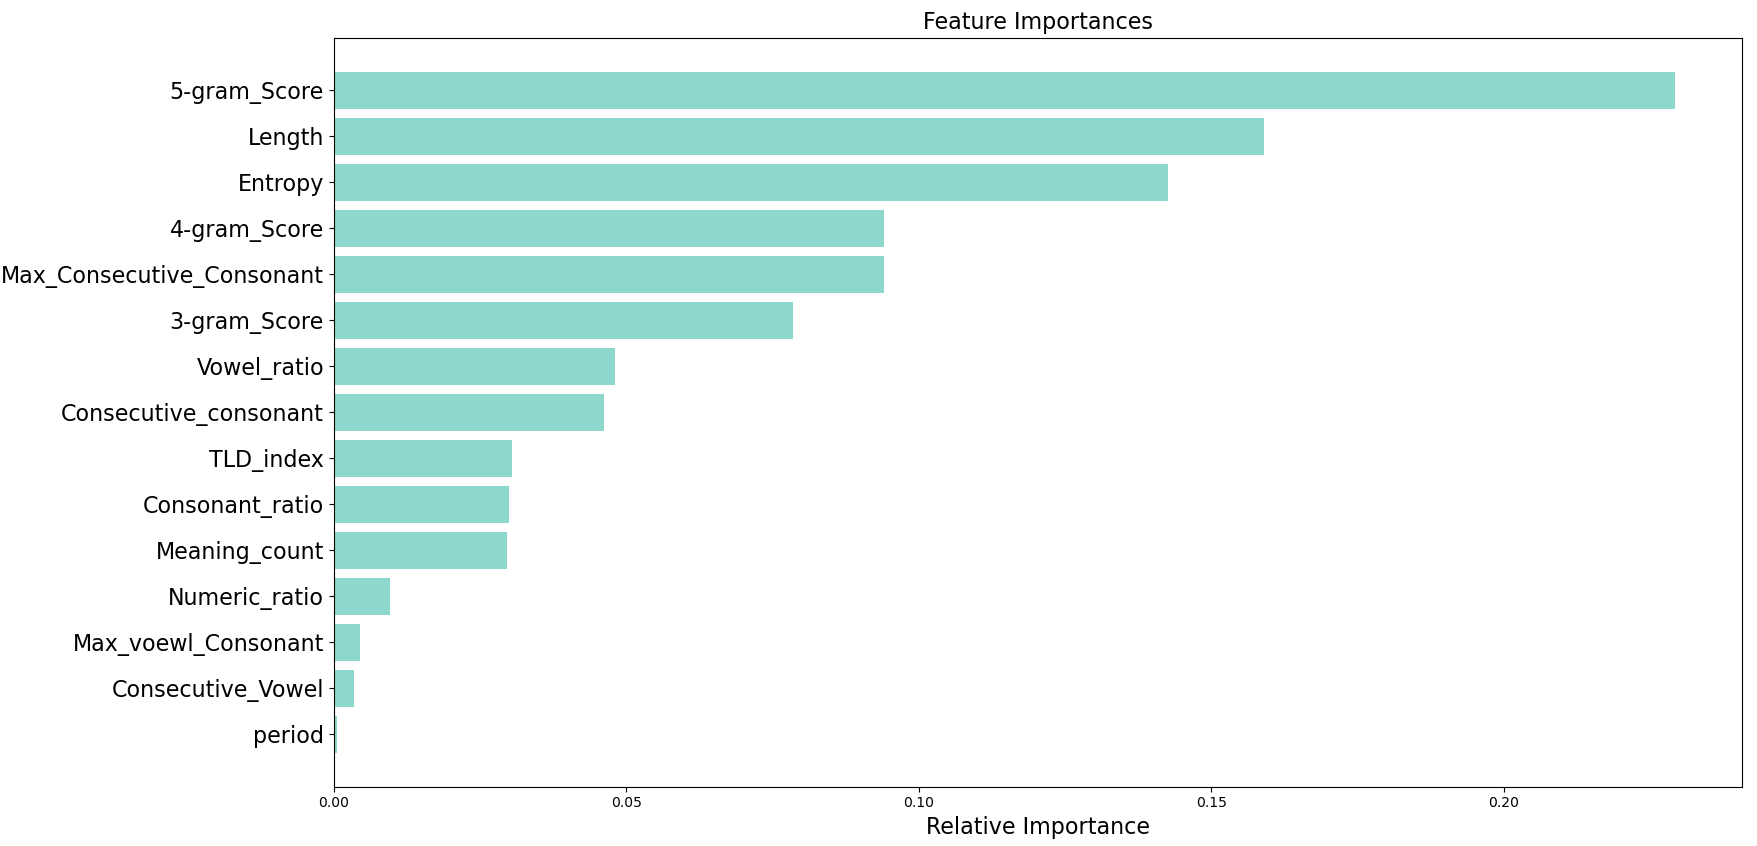 Feature Importances
5-gram_Score
Length
Entropy
4-gram_Score
Max_Consecutive_Consonant
3-gram_Score
Vowel_ratio
Consecutive_consonant
TLD_index
Consonant_ratio
Meaning_count
Numeric_ratio
Max_voewl_Consonant
Consecutive_Vowel
period
0.00 0.05 0.10 0.15 0.20
Relative Importance